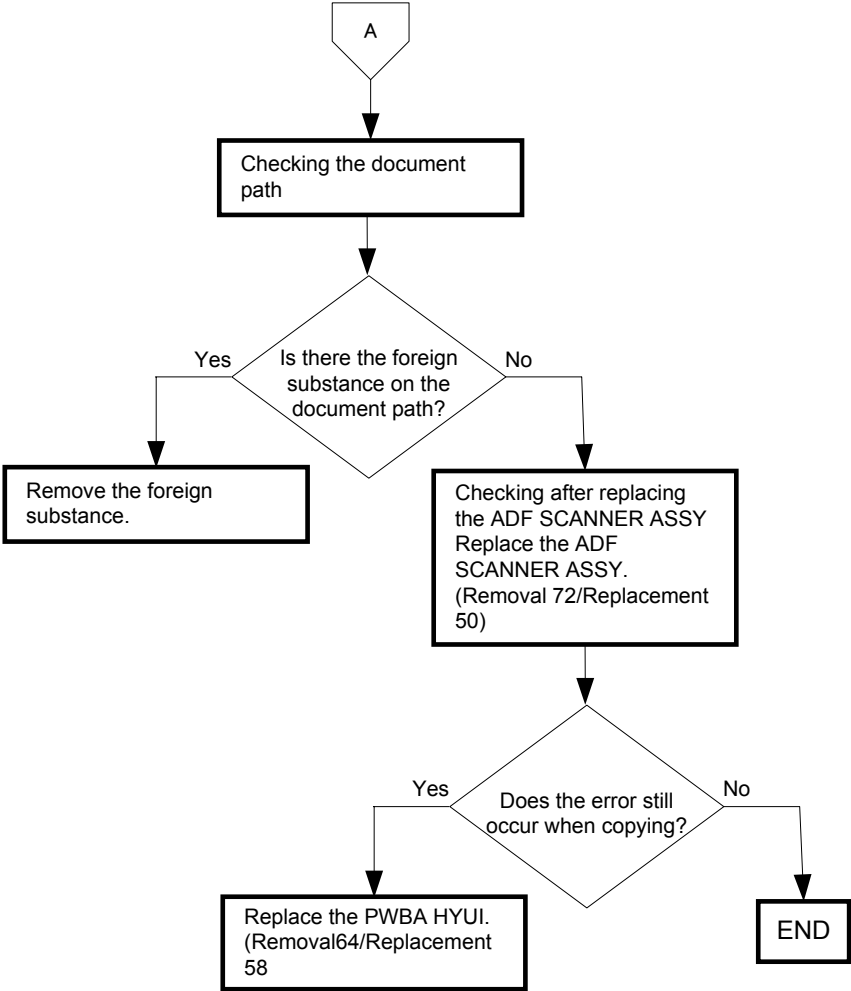 A
Checking the document
path
Yes
Is there the foreign
substance on the
document path?
No
Remove the foreign
substance.
Checking after replacing
the ADF SCANNER ASSY
Replace the ADF
SCANNER ASSY.
(Removal 72/Replacement
50)
Yes
Does the error still
occur when copying?
No
Replace the PWBA HYUI.
(Removal64/Replacement
58
END